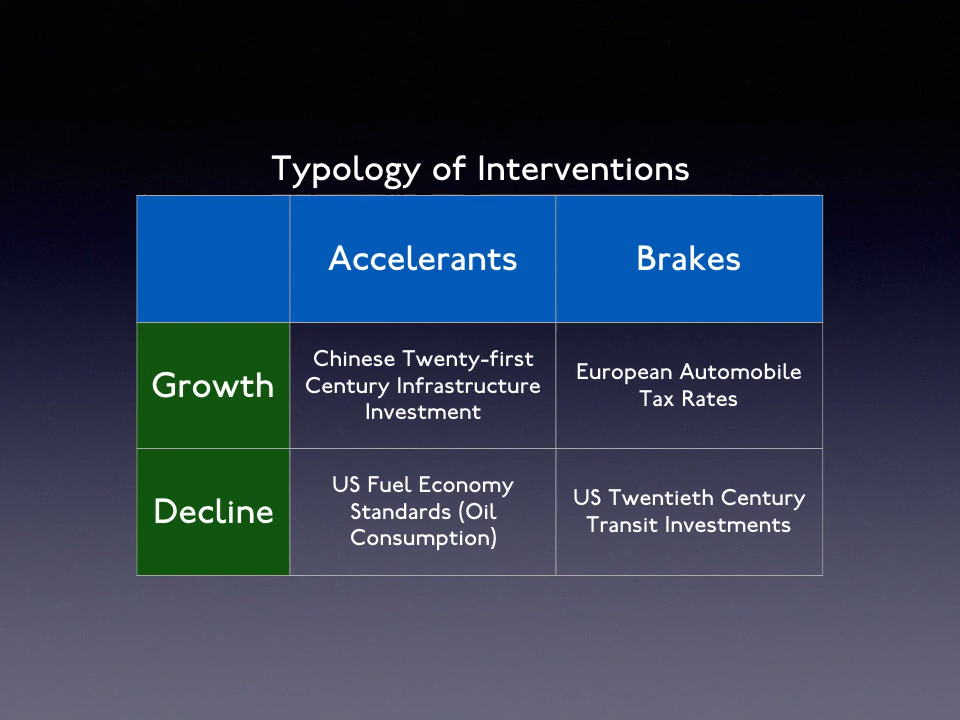 Typology of Interventions
Accelerants
Brakes
Growth
Chinese Twenty-first
Century Infrastructure
Investment
European Automobile
Tax Rates
Decline
US Fuel Economy
Standards (Oil
Consumption)
US Twentieth Century
Transit Investments